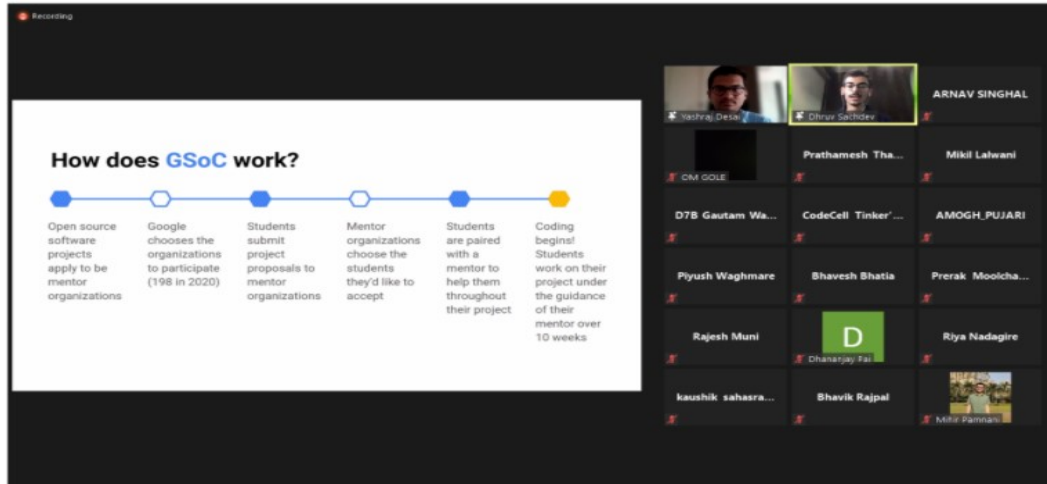 Recording
How does GSoC work?
Open source
software
projects
apply to be
mentor
organizations
Google
chooses the
organizations
to participate
(198 in 2020)
Students
submit
project
proposals to
mentor
organizations
Mentor
organizations
choose the
students
they'd like to
accept
Students
are paired
with a
mentor to
help them
throughout
their project
Coding
begins!
Students
work on their
project under
the guidance
of their
mentor over
10 weeks
Yashraj Desai
Dhruv Sachdev
ARNAV SINGHAL
OM GOLE
Prathamesh Tha...
Mikil Lalwani
D7B Gautam Wa...
CodeCell Tinker'...
AMOGH_PUJARI
Piyush Waghmare
Bhavesh Bhatia
Prerak Moolcha...
Rajesh Muni
D
Dhananjay Pai
Riya Nadagire
kaushik sahasra...
Bhavik Rajpal
Mihir Pamnani